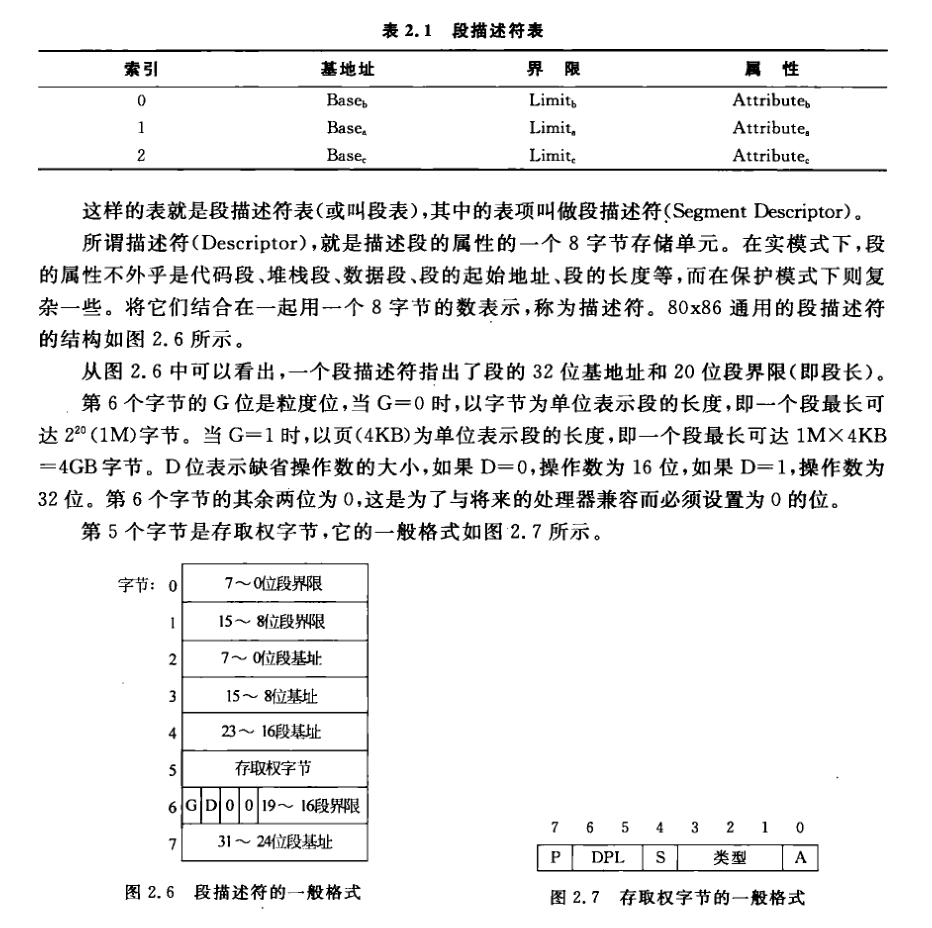 表 2.1 段描述符表
索引 基地址 界 限 属 性
0 Base_b Limit_b Attribute_b
1 Base_a Limit_a Attribute_a
2 Base_c Limit_c Attribute_c
这样的表就是段描述符表(或叫段表),其中的表项叫做段描述符(Segment Descriptor)。
所谓描述符(Descriptor),就是描述段的属性的一个 8 字节存储单元。在实模式下,段
的属性不外乎是代码段、堆栈段、数据段、段的起始地址、段的长度等,而在保护模式下则复
杂一些。将它们结合在一起用一个 8 字节的数表示,称为描述符。80x86 通用的段描述符
的结构如图 2.6 所示。
从图 2.6 中可以看出,一个段描述符指出了段的 32 位基地址和 20 位段界限(即段长)。
第 6 个字节的 G 位是粒度位,当 G=0 时,以字节为单位表示段的长度,即一个段最长可
达 2²⁰(1M)字节。当 G=1 时,以页(4KB)为单位表示段的长度,即一个段最长可达 1M×4KB
=4GB 字节。D 位表示缺省操作数的大小,如果 D=0,操作数为 16 位,如果 D=1,操作数为
32 位。第 6 个字节的其余两位为 0,这是为了与将来的处理器兼容而必须设置为 0 的位。
第 5 个字节是存取权字节,它的一般格式如图 2.7 所示。
字节: 0 7～0位段界限
1 15～8位段界限
2 7～0位段基址
3 15～8位基址
4 23～16段基址
5 存取权字节
6 G D 0 0 19～16段界限
7 31～24位段基址
图 2.6 段描述符的一般格式
7 6 5 4 3 2 1 0
P DPL S 类型 A
图 2.7 存取权字节的一般格式